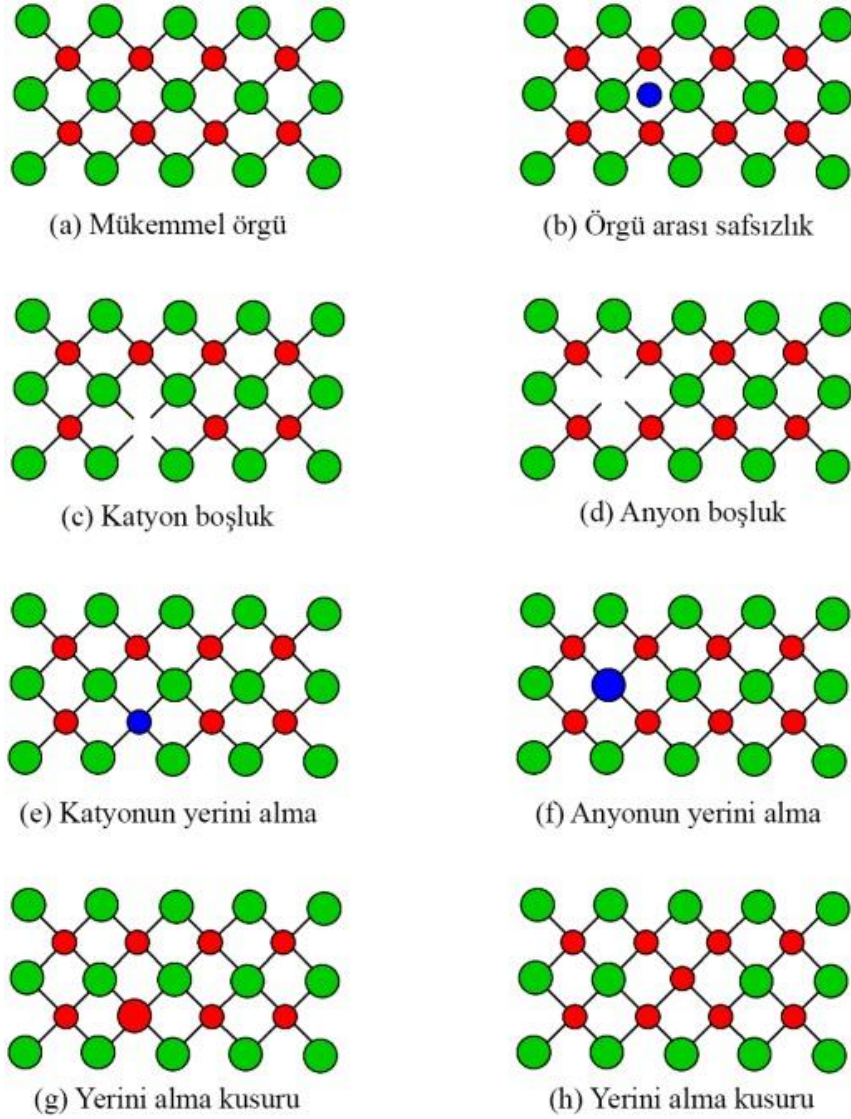 (a) Mükemmel örgü
(b) Örgü arası safsızlık
(c) Katyon boşluk
(d) Anyon boşluk
(e) Katyonun yerini alma
(f) Anyonun yerini alma
(g) Yerini alma kusuru
(h) Yerini alma kusuru